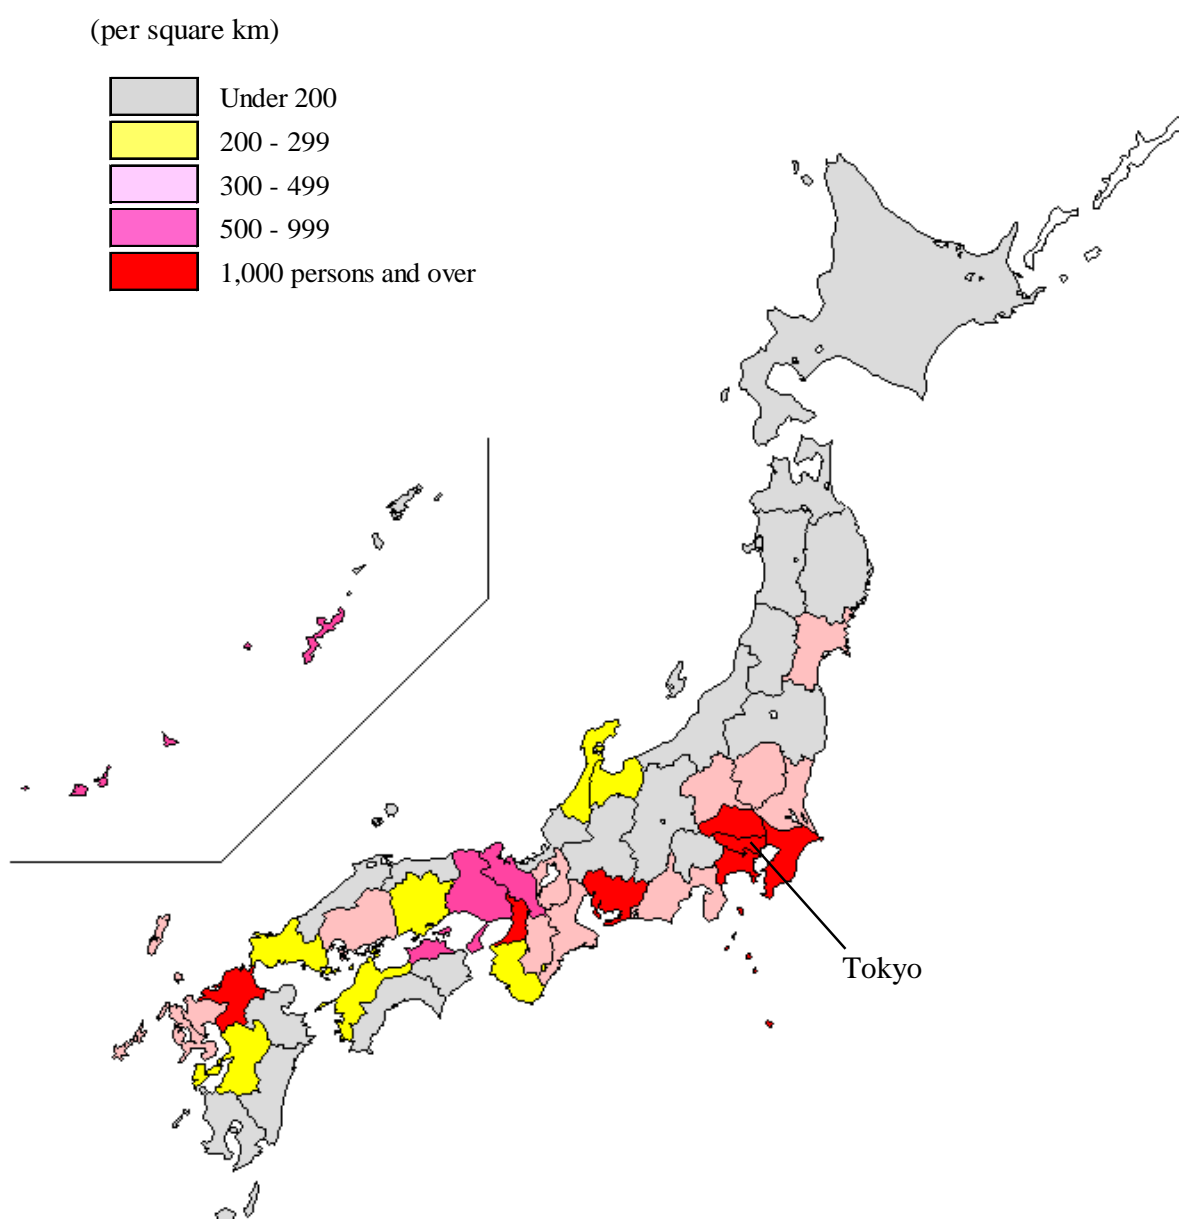 (per square km)
Under 200
200 - 299
300 - 499
500 - 999
1,000 persons and over
Tokyo